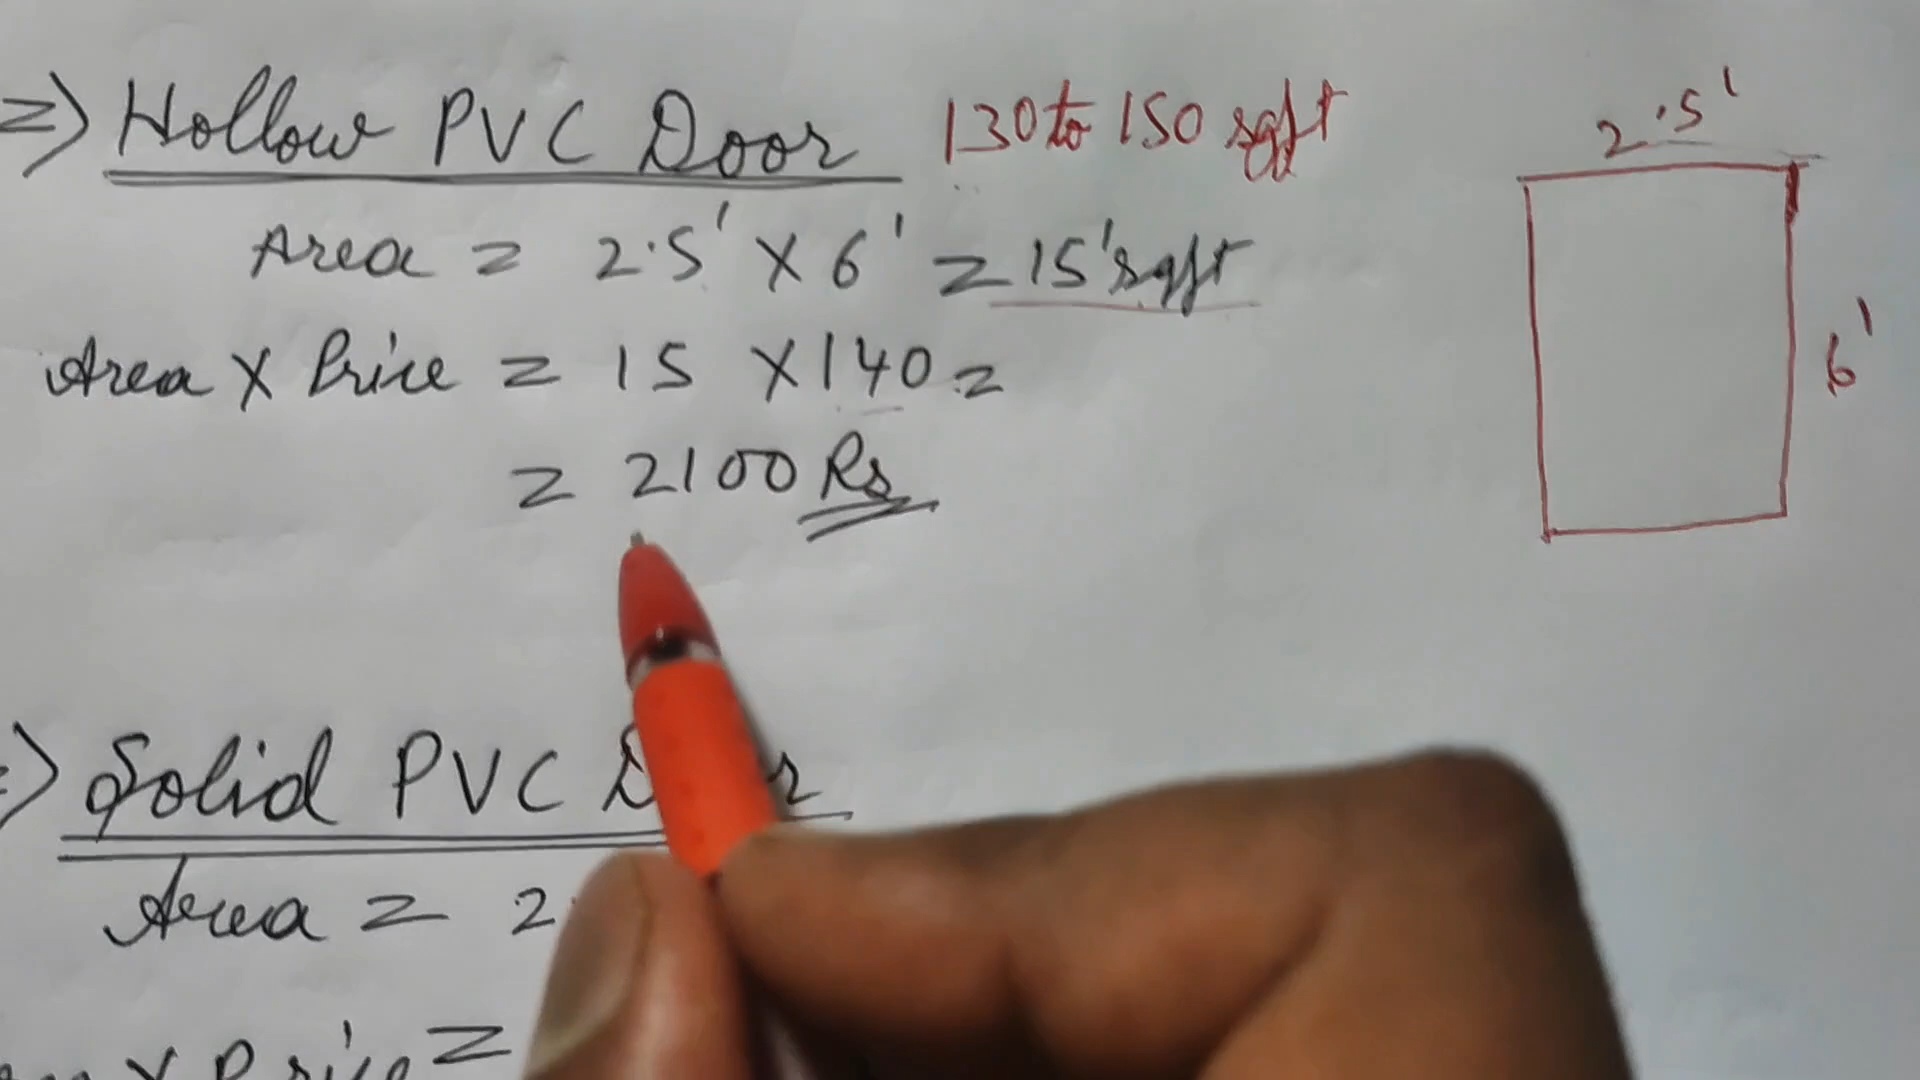 => Hollow PVC Door 130 to 150 sqft
2.5'
Area = 2.5' X 6' = 15' sqft
6'
Area X Price = 15 X 140 =
= 2100 Rs
=> Solid PVC
Area = 2
X Price =